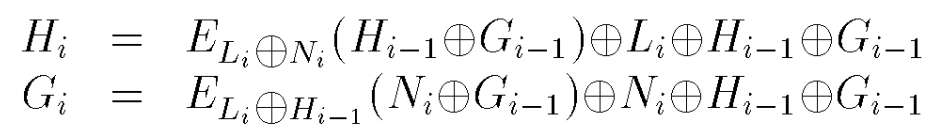 H_i = E_{L_i⊕N_i}(H_{i−1}⊕G_{i−1})⊕L_i⊕H_{i−1}⊕G_{i−1}
G_i = E_{L_i⊕H_{i−1}}(N_i⊕G_{i−1})⊕N_i⊕H_{i−1}⊕G_{i−1}